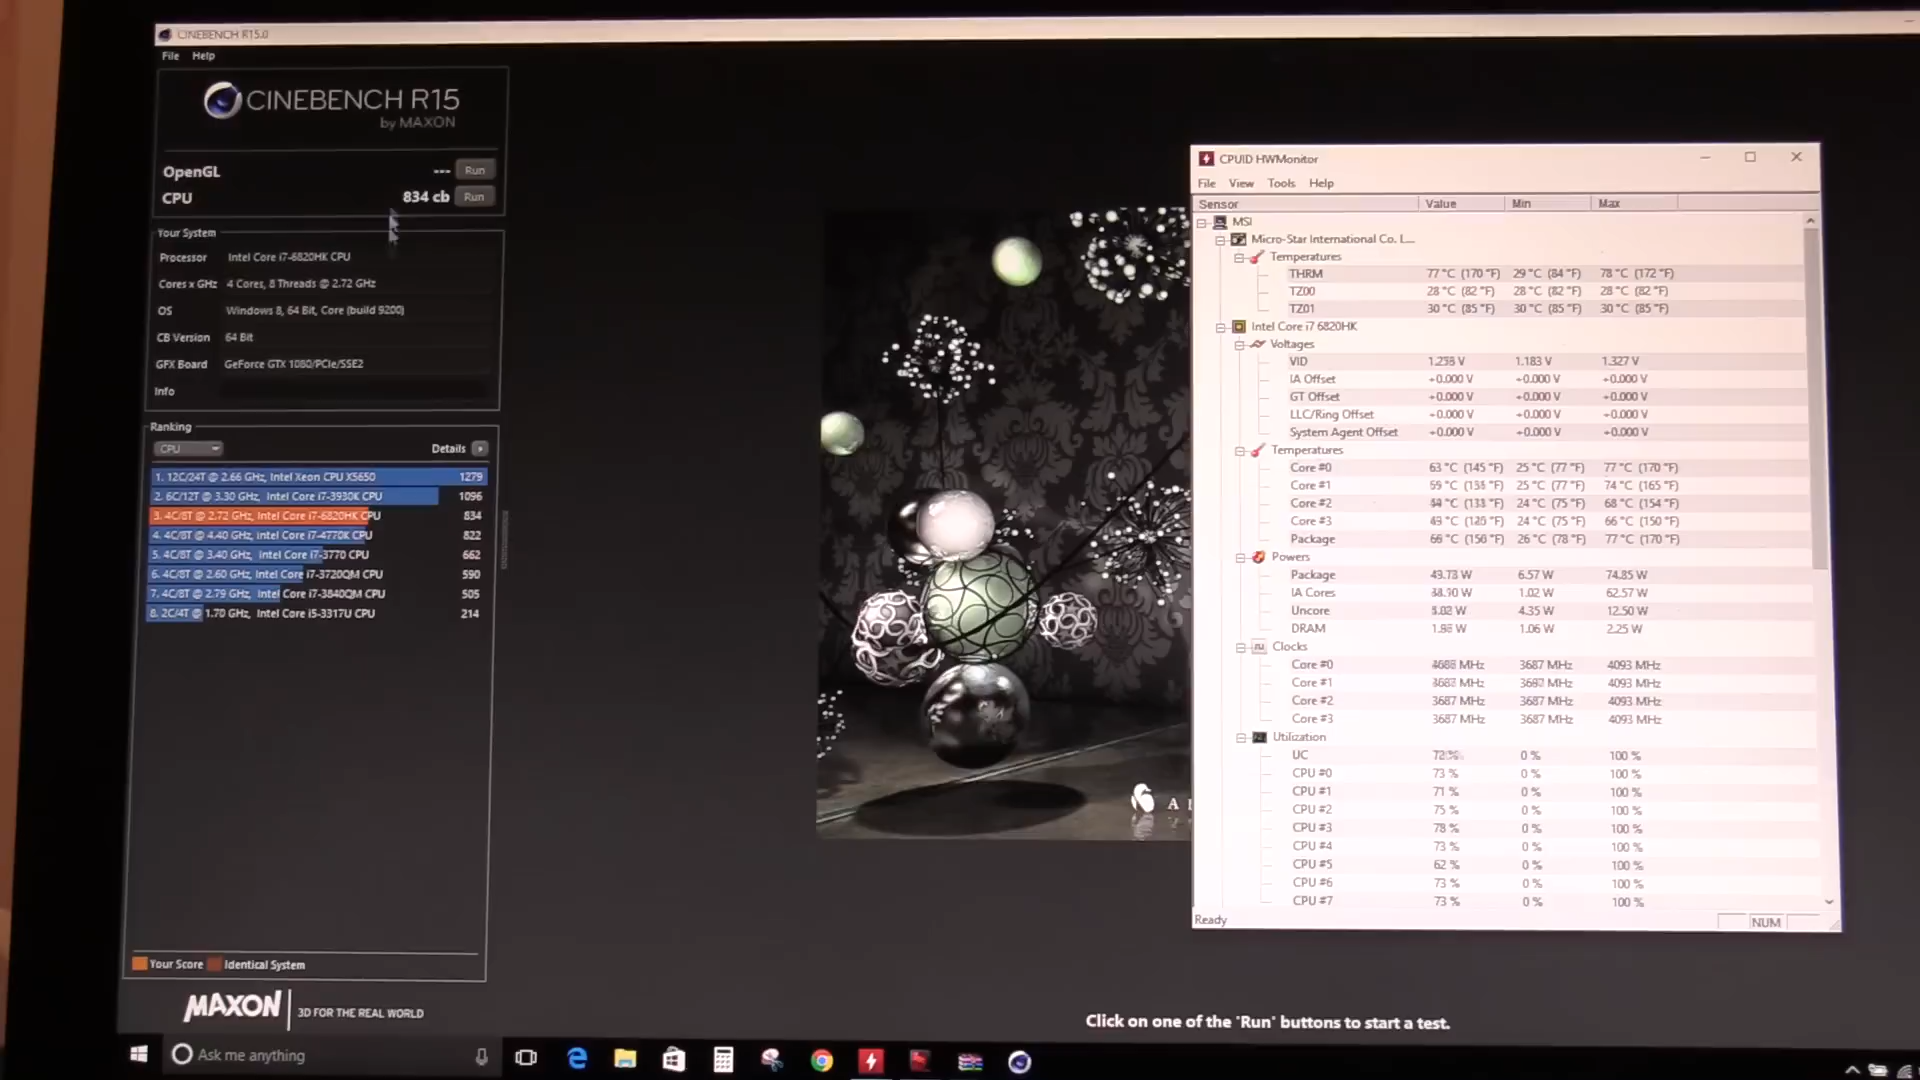 CINEBENCH R15.0
File Help
CINEBENCH R15
by MAXON
OpenGL --- Run
CPU 834 cb Run
Your System
Processor Intel Core i7-6820HK CPU
Cores x GHz 4 Cores, 8 Threads @ 2.72 GHz
OS Windows 8, 64 Bit, Core (build 9200)
CB Version 64 Bit
GFX Board GeForce GTX 1080/PCIe/SSE2
Info
Ranking
CPU Details
1. 12C/24T @ 2.66 GHz, Intel Xeon CPU X5650 1279
2. 6C/12T @ 3.30 GHz, Intel Core i7-3930K CPU 1096
3. 4C/8T @ 2.72 GHz, Intel Core i7-6820HK CPU 834
4. 4C/8T @ 4.40 GHz, Intel Core i7-4770K CPU 822
5. 4C/8T @ 3.40 GHz, Intel Core i7-3770 CPU 662
6. 4C/8T @ 2.60 GHz, Intel Core i7-3720QM CPU 590
7. 4C/8T @ 2.79 GHz, Intel Core i7-3840QM CPU 505
8. 2C/4T @ 1.70 GHz, Intel Core i5-3317U CPU 214
Your Score Identical System
MAXON 3D FOR THE REAL WORLD
Click on one of the 'Run' buttons to start a test.
CPUID HWMonitor
File View Tools Help
Sensor Value Min Max
MSI
Micro-Star International Co. L...
Temperatures
THRM 77 °C (170 °F) 29 °C (84 °F) 78 °C (172 °F)
TZ00 28 °C (82 °F) 28 °C (82 °F) 28 °C (82 °F)
TZ01 30 °C (85 °F) 30 °C (85 °F) 30 °C (85 °F)
Intel Core i7 6820HK
Voltages
VID 1.183 V 1.327 V
IA Offset +0.000 V +0.000 V +0.000 V
GT Offset +0.000 V +0.000 V +0.000 V
LLC/Ring Offset +0.000 V +0.000 V +0.000 V
System Agent Offset +0.000 V +0.000 V +0.000 V
Temperatures
Core #0 63 °C (145 °F) 25 °C (77 °F) 77 °C (170 °F)
Core #1 59 °C 25 °C (77 °F) 74 °C (165 °F)
Core #2 24 °C (75 °F) 68 °C (154 °F)
Core #3 24 °C (75 °F) 66 °C (150 °F)
Package 66 °C 26 °C (78 °F) 77 °C (170 °F)
Powers
Package 6.57 W 74.85 W
IA Cores 1.02 W 62.57 W
Uncore 4.35 W 12.50 W
DRAM 1.06 W 2.25 W
Clocks
Core #0 3687 MHz 4093 MHz
Core #1 4093 MHz
Core #2 3687 MHz 3687 MHz 4093 MHz
Core #3 3687 MHz 3687 MHz 4093 MHz
Utilization
UC 0 % 100 %
CPU #0 73 % 0 % 100 %
CPU #1 71 % 0 % 100 %
CPU #2 75 % 0 % 100 %
CPU #3 78 % 0 % 100 %
CPU #4 73 % 0 % 100 %
CPU #5 62 % 0 % 100 %
CPU #6 73 % 0 % 100 %
CPU #7 73 % 0 % 100 %
Ready NUM
Ask me anything